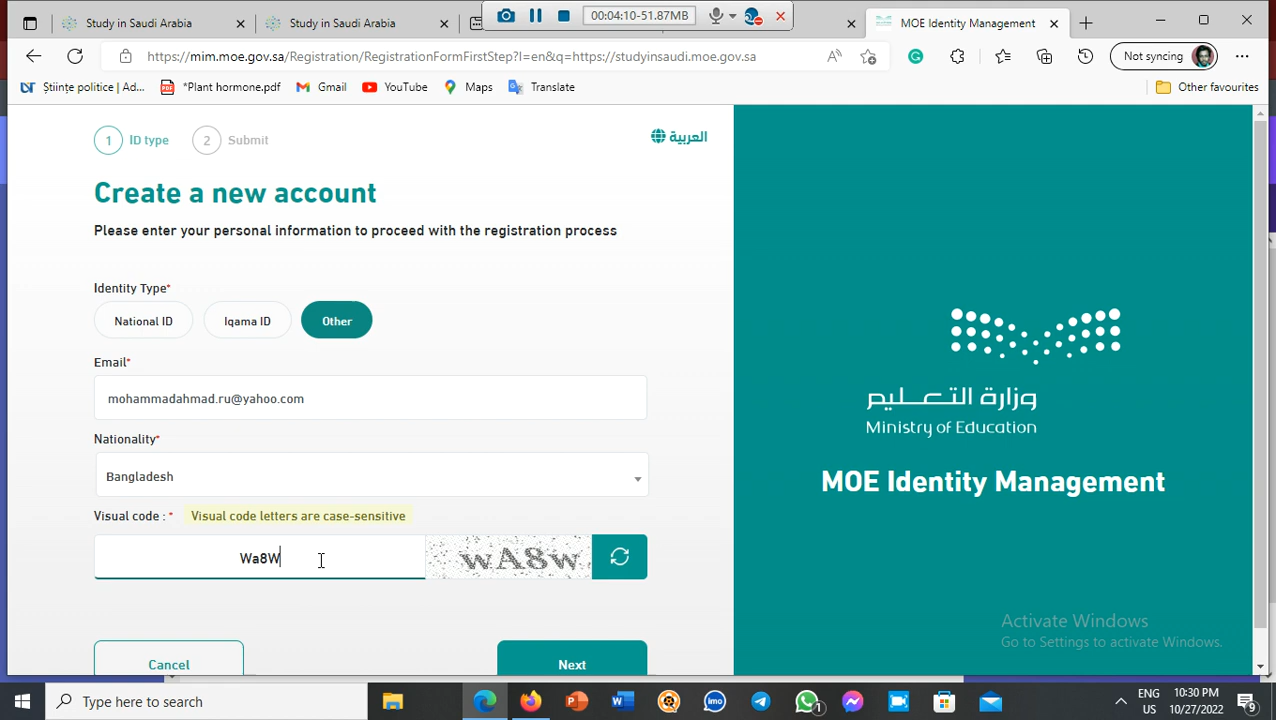 Study in Saudi Arabia
Study in Saudi Arabia
00:04:10-51.87MB
MOE Identity Management
https://mim.moe.gov.sa/Registration/RegistrationFormFirstStep?l=en&q=https://studyinsaudi.moe.gov.sa
Not syncing
Științe politice | Ad...
*Plant hormone.pdf
Gmail
YouTube
Maps
Translate
Other favourites
1 ID type
2 Submit
العربية
Create a new account
Please enter your personal information to proceed with the registration process
Identity Type*
National ID
Iqama ID
Other
Email*
mohammadahmad.ru@yahoo.com
Nationality*
Bangladesh
Visual code : * Visual code letters are case-sensitive
Wa8W
wA8w
Cancel
Next
وزارة التعليم
Ministry of Education
MOE Identity Management
Activate Windows
Go to Settings to activate Windows.
Type here to search
ENG
US
10:30 PM
10/27/2022